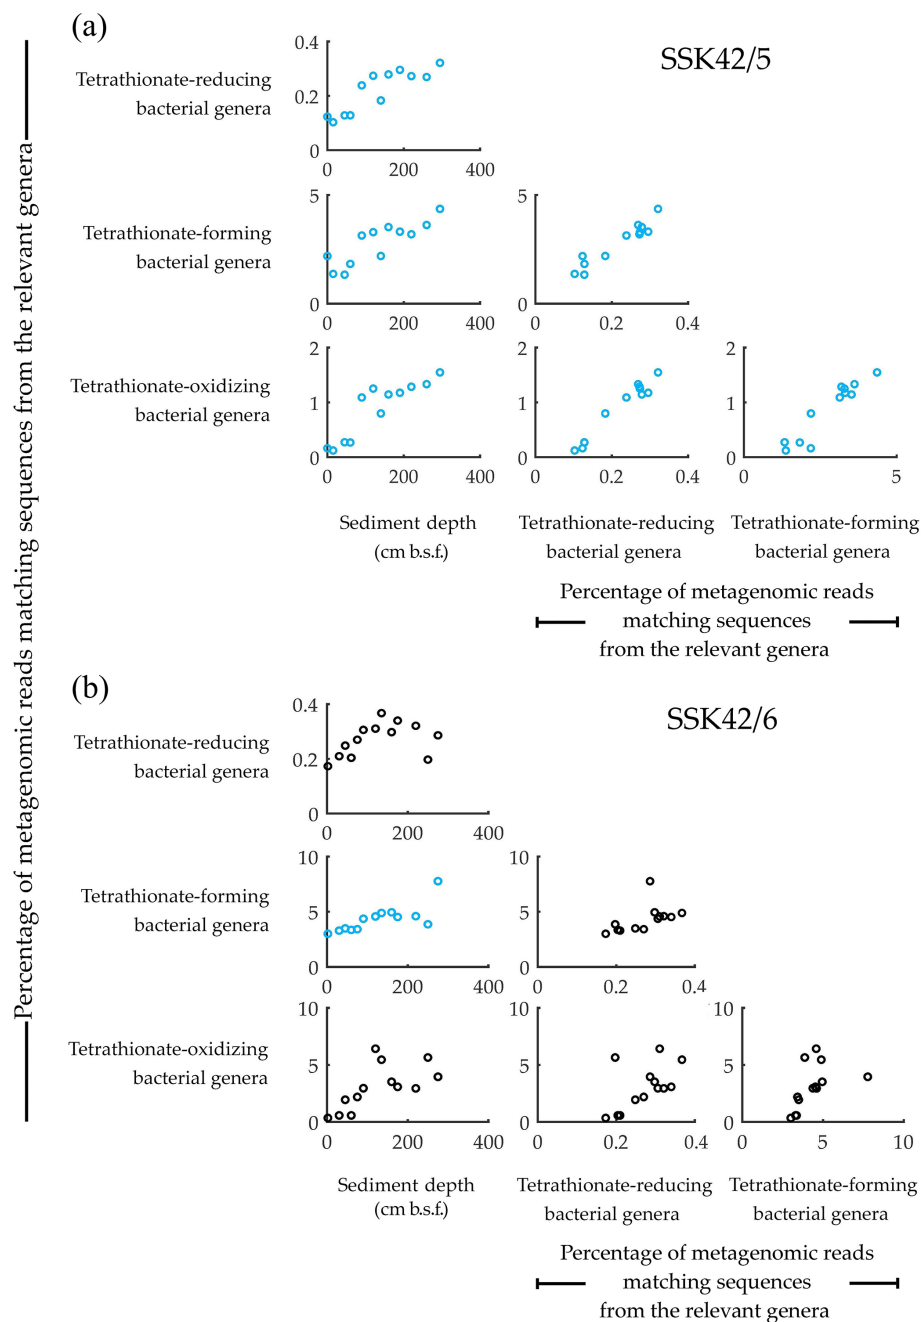 (a)
SSK42/5
Percentage of metagenomic reads matching sequences from the relevant genera
Tetrathionate-reducing
bacterial genera
0.4
0.2
0
0 200 400
Tetrathionate-forming
bacterial genera
5
0
0 200 400
5
0
0 0.2 0.4
Tetrathionate-oxidizing
bacterial genera
2
1
0
0 200 400
2
1
0
0 0.2 0.4
2
1
0
0 5
Sediment depth
(cm b.s.f.)
Tetrathionate-reducing
bacterial genera
Tetrathionate-forming
bacterial genera
Percentage of metagenomic reads
matching sequences
from the relevant genera
(b)
SSK42/6
Tetrathionate-reducing
bacterial genera
0.4
0.2
0
0 200 400
Tetrathionate-forming
bacterial genera
10
5
0
0 200 400
10
5
0
0 0.2 0.4
Tetrathionate-oxidizing
bacterial genera
10
5
0
0 200 400
10
5
0
0 0.2 0.4
10
5
0
0 5 10
Sediment depth
(cm b.s.f.)
Tetrathionate-reducing
bacterial genera
Tetrathionate-forming
bacterial genera
Percentage of metagenomic reads
matching sequences
from the relevant genera